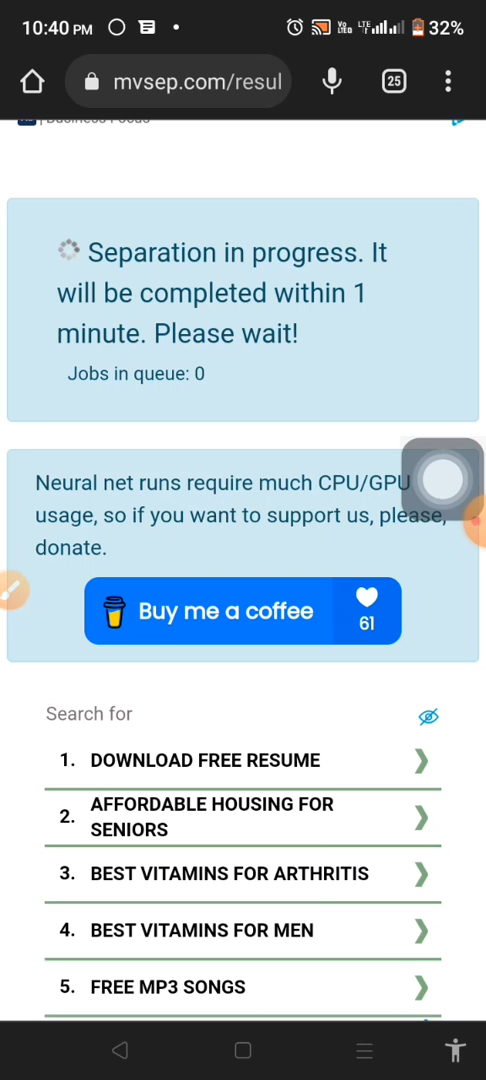 10:40 PM
Vo LTED LTE 32%
mvsep.com/resul
25
Separation in progress. It
will be completed within 1
minute. Please wait!
Jobs in queue: 0
Neural net runs require much CPU/GPU
usage, so if you want to support us, please,
donate.
Buy me a coffee
61
Search for
1. DOWNLOAD FREE RESUME
2. AFFORDABLE HOUSING FOR
SENIORS
3. BEST VITAMINS FOR ARTHRITIS
4. BEST VITAMINS FOR MEN
5. FREE MP3 SONGS